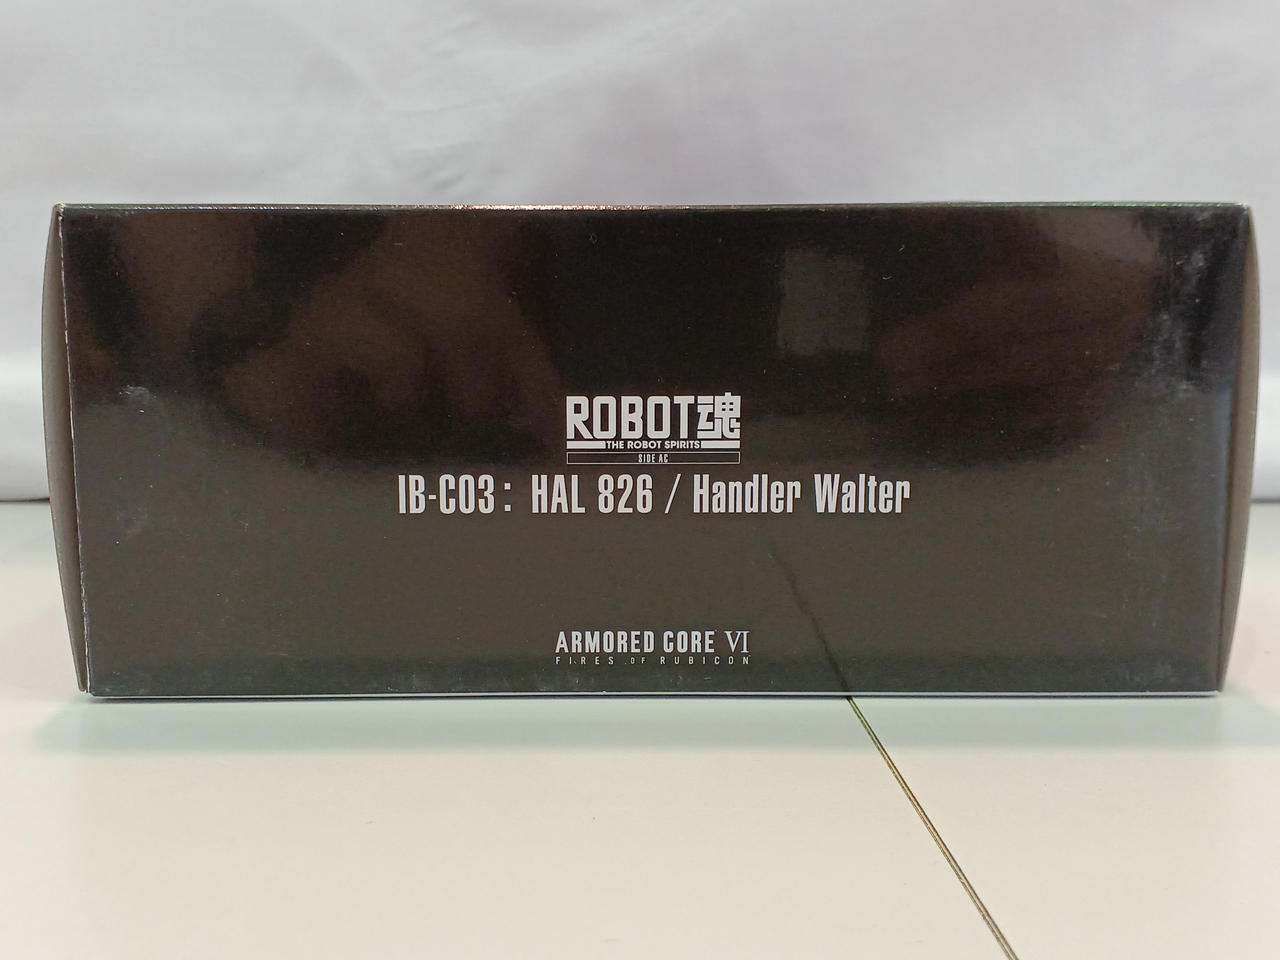 ROBOT魂
THE ROBOT SPIRITS
SIDE AC
IB-C03: HAL 826 / Handler Walter
ARMORED CORE VI
FIRES OF RUBICON